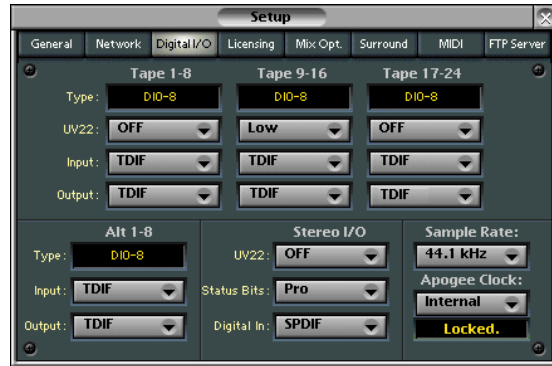 Setup
General Network Digital I/O Licensing Mix Opt. Surround MIDI FTP Server
Tape 1-8 Tape 9-16 Tape 17-24
Type: DIO-8 DIO-8 DIO-8
UV22: OFF Low OFF
Input: TDIF TDIF TDIF
Output: TDIF TDIF TDIF
Alt 1-8
Type: DIO-8
Input: TDIF
Output: TDIF
Stereo I/O
UV22: OFF
Status Bits: Pro
Digital In: SPDIF
Sample Rate:
44.1 kHz
Apogee Clock:
Internal
Locked.